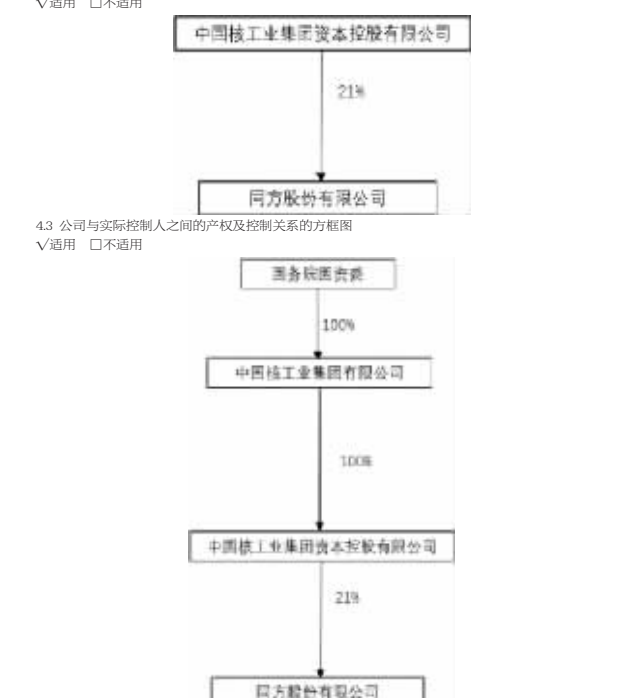 √适用 □不适用
中国核工业集团资本控股有限公司
21%
同方股份有限公司
4.3 公司与实际控制人之间的产权及控制关系的方框图
√适用 □不适用
国务院国资委
100%
中国核工业集团有限公司
100%
中国核工业集团资本控股有限公司
21%
同方股份有限公司